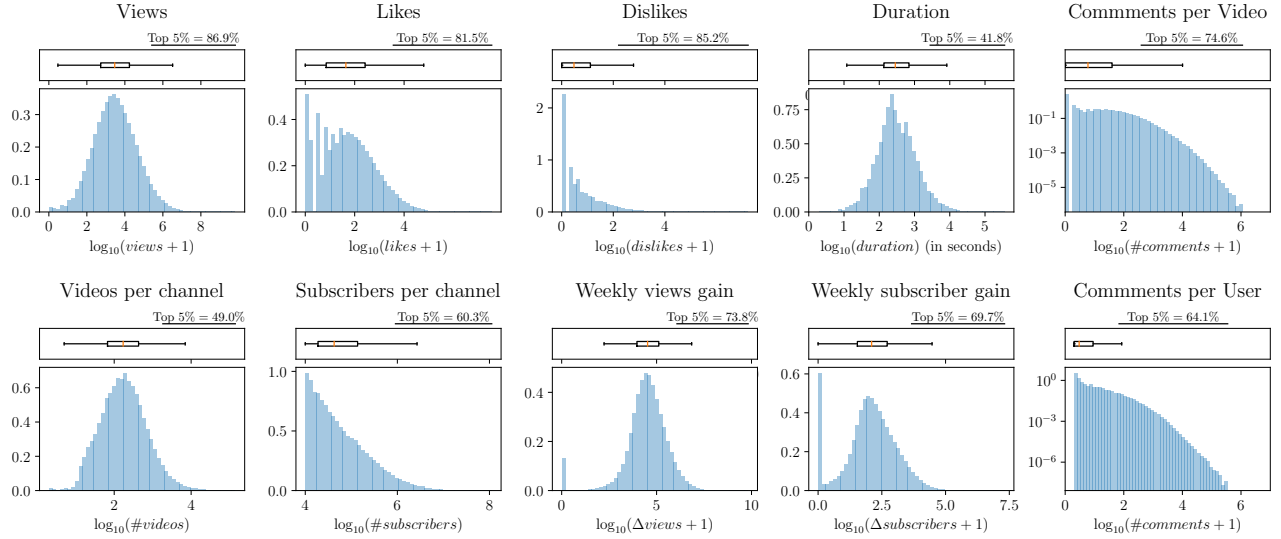 Views
Likes
Dislikes
Duration
Commments per Video
Top 5% = 86.9%
Top 5% = 81.5%
Top 5% = 85.2%
Top 5% = 41.8%
Top 5% = 74.6%
0.3
0.2
0.1
0.0
0
2
4
6
8
log₁₀(views + 1)
0.4
0.2
0.0
0
4
log₁₀(likes + 1)
2
1
0
0
2
4
log₁₀(dislikes + 1)
0.75
0.50
0.25
0.00
0
1
2
3
4
5
log₁₀(duration) (in seconds)
10⁻¹
10⁻³
10⁻⁵
2
6
log₁₀(#comments + 1)
Videos per channel
Subscribers per channel
Weekly views gain
Weekly subscriber gain
Commments per User
Top 5% = 49.0%
Top 5% = 60.3%
Top 5% = 73.8%
Top 5% = 69.7%
Top 5% = 64.1%
0.6
0.4
0.2
0.0
2
4
log₁₀(#videos)
1.0
0.8
0.5
0.2
0.0
4
6
8
log₁₀(#subscribers)
0.4
0.2
0.0
0
5
10
log₁₀(Δviews + 1)
0.6
0.4
0.2
0.0
0.0
2.5
5.0
7.5
log₁₀(Δsubscribers + 1)
10⁰
10⁻³
10⁻⁶
2
6
log₁₀(#comments + 1)